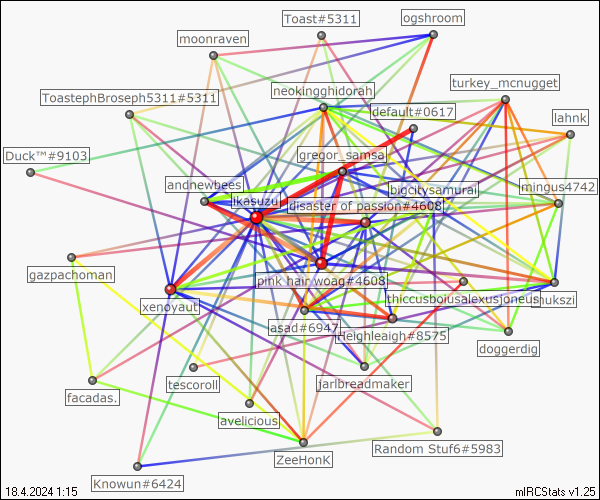 Toast#5311
ogshroom
moonraven
neokingghidorah
turkey_mcnugget
ToastephBroseph5311#5311
default#0617
lahnk
Duck™#9103
gregor_samsa
andnewbees
bigcitysamurai
mingus4742
ikasuzu
disaster of passion#4608
gazpachoman
pink hair woag#4608
xenoyaut
asad#6947
Heighleaigh#8575
doggerdig
tescoroll
jarlbreadmaker
facadas.
avelicious
ZeeHonK
Random Stuf6#5983
Knowun#6424
18.4.2024 1:15
mIRCStats v1.25